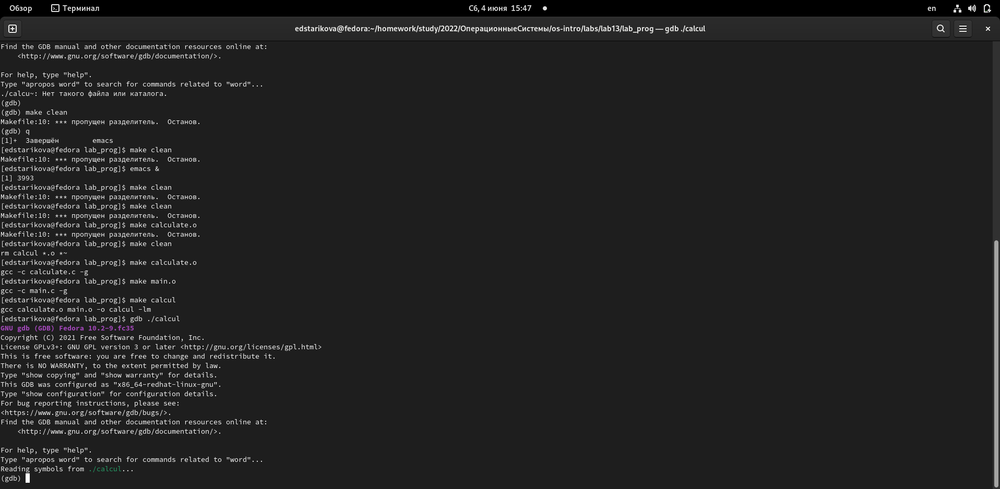 Обзор Терминал Сб, 4 июня 15:47 en
edstarikova@fedora:~/homework/study/2022/ОперационныеСистемы/os-intro/labs/lab13/lab_prog — gdb ./calcul
Find the GDB manual and other documentation resources online at:
    <http://www.gnu.org/software/gdb/documentation/>.
For help, type "help".
Type "apropos word" to search for commands related to "word"...
./calcu~: Нет такого файла или каталога.
(gdb)
(gdb) make clean
Makefile:10: *** пропущен разделитель.  Останов.
(gdb) q
[1]+  Завершён        emacs
[edstarikova@fedora lab_prog]$ make clean
Makefile:10: *** пропущен разделитель.  Останов.
[edstarikova@fedora lab_prog]$ emacs &
[1] 3993
[edstarikova@fedora lab_prog]$ make clean
Makefile:10: *** пропущен разделитель.  Останов.
[edstarikova@fedora lab_prog]$ make clean
Makefile:10: *** пропущен разделитель.  Останов.
[edstarikova@fedora lab_prog]$ make calculate.o
Makefile:10: *** пропущен разделитель.  Останов.
[edstarikova@fedora lab_prog]$ make clean
rm calcul *.o *~
[edstarikova@fedora lab_prog]$ make calculate.o
gcc -c calculate.c -g
[edstarikova@fedora lab_prog]$ make main.o
gcc -c main.c -g
[edstarikova@fedora lab_prog]$ make calcul
gcc calculate.o main.o -o calcul -lm
[edstarikova@fedora lab_prog]$ gdb ./calcul
GNU gdb (GDB) Fedora 10.2-9.fc35
Copyright (C) 2021 Free Software Foundation, Inc.
License GPLv3+: GNU GPL version 3 or later <http://gnu.org/licenses/gpl.html>
This is free software: you are free to change and redistribute it.
There is NO WARRANTY, to the extent permitted by law.
Type "show copying" and "show warranty" for details.
This GDB was configured as "x86_64-redhat-linux-gnu".
Type "show configuration" for configuration details.
For bug reporting instructions, please see:
<https://www.gnu.org/software/gdb/bugs/>.
Find the GDB manual and other documentation resources online at:
    <http://www.gnu.org/software/gdb/documentation/>.
For help, type "help".
Type "apropos word" to search for commands related to "word"...
Reading symbols from ./calcul...
(gdb)